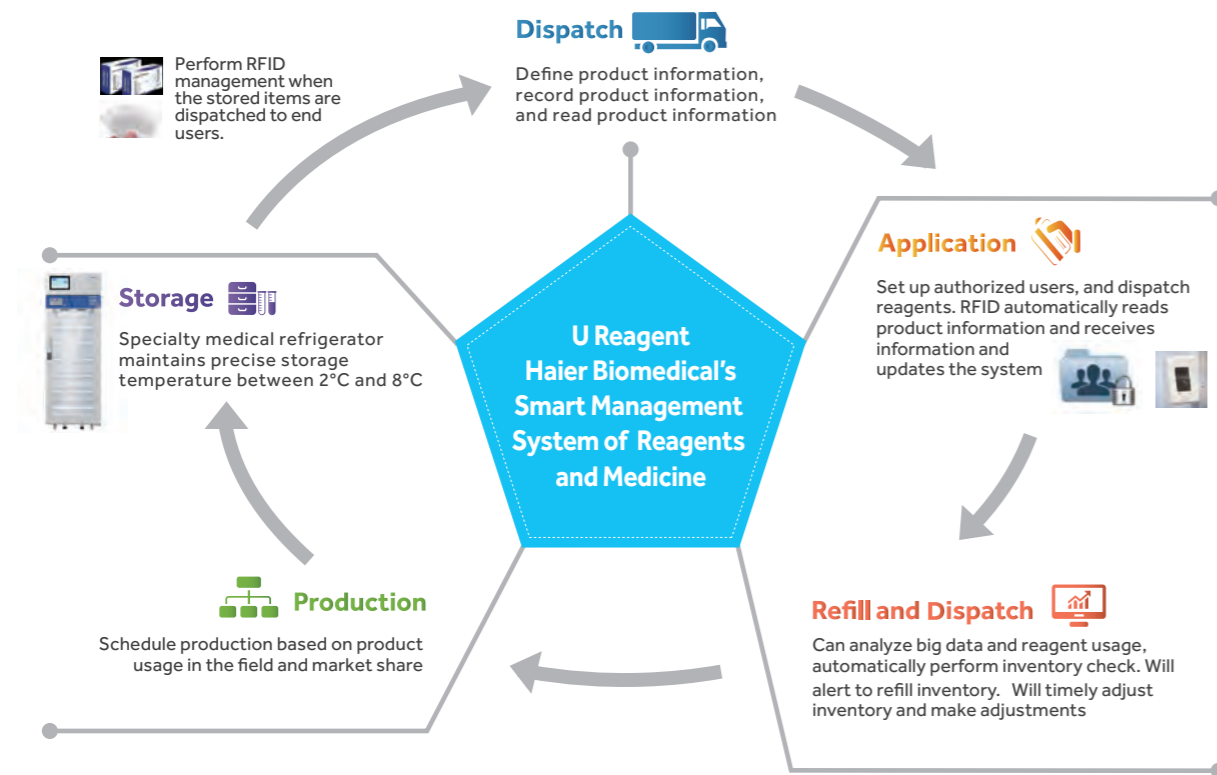 Dispatch
Define product information,
record product information,
and read product information
Perform RFID
management when
the stored items are
dispatched to end
users.
Application
Set up authorized users, and dispatch
reagents. RFID automatically reads
product information and receives
information and
updates the system
Storage
Specialty medical refrigerator
maintains precise storage
temperature between 2°C and 8°C
U Reagent
Haier Biomedical's
Smart Management
System of Reagents
and Medicine
Production
Schedule production based on product
usage in the field and market share
Refill and Dispatch
Can analyze big data and reagent usage,
automatically perform inventory check. Will
alert to refill inventory. Will timely adjust
inventory and make adjustments